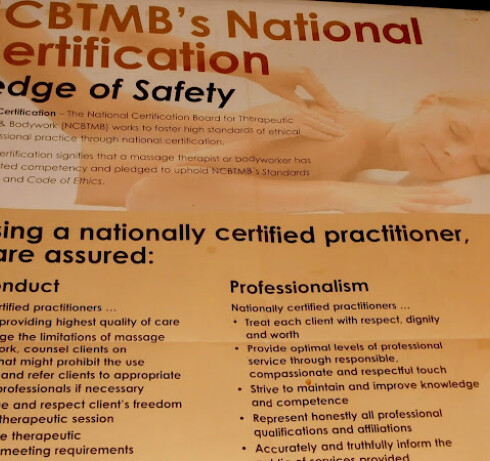 CBTMB's National
ertification
edge of Safety
Certification – The National Certification Board for Therapeutic
& Bodywork (NCBTMB) works to foster high standards of ethical
ssional practice through national certification.
ertification signifies that a massage therapist or bodyworker has
ted competency and pledged to uphold NCBTMB's Standards
and Code of Ethics.
sing a nationally certified practitioner,
are assured:
nduct
rtified practitioners ...
providing highest quality of care
ge the limitations of massage
ork, counsel clients on
hat might prohibit the use
and refer clients to appropriate
professionals if necessary
e and respect client's freedom
therapeutic session
e therapeutic
meeting requirements
Professionalism
Nationally certified practitioners ...
• Treat each client with respect, dignity
and worth
• Provide optimal levels of professional
service through responsible,
compassionate and respectful touch
• Strive to maintain and improve knowledge
and competence
• Represent honestly all professional
qualifications and affiliations
• Accurately and truthfully inform the
of services provided